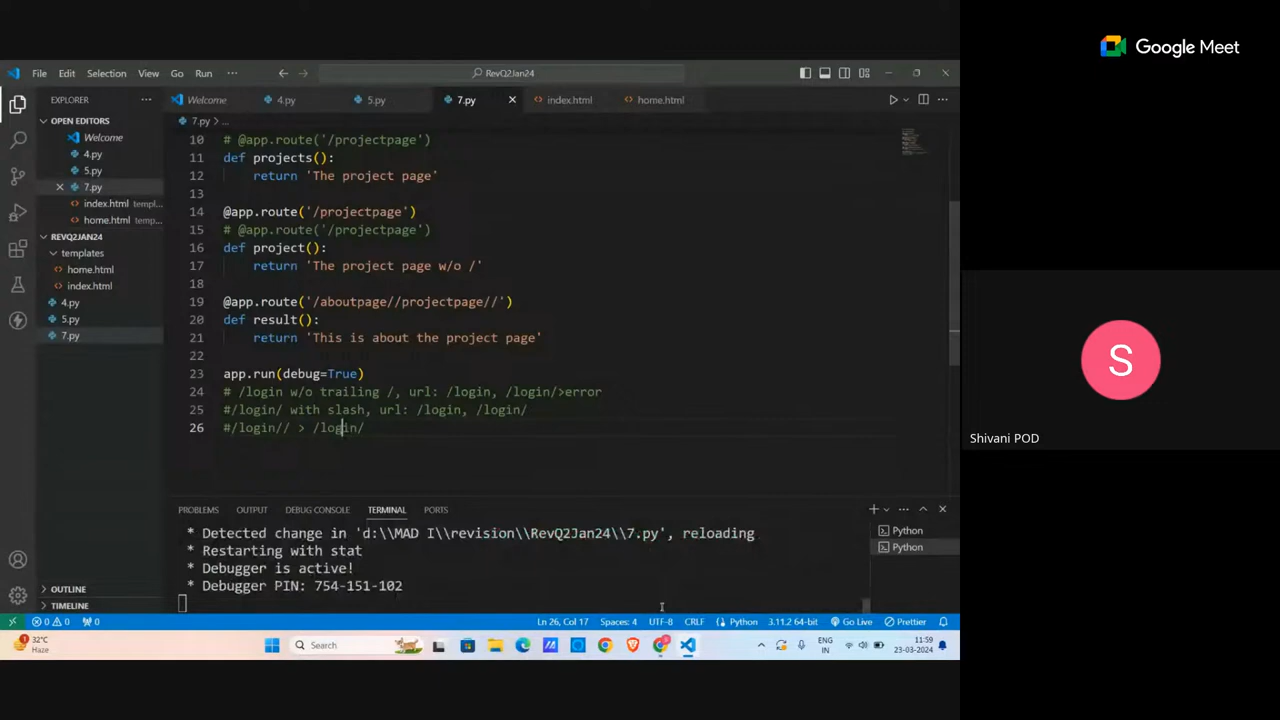 Google Meet
File Edit Selection View Go Run ··· RevQ2Jan24
EXPLORER ··· Welcome 4.py 5.py 7.py index.html home.html
OPEN EDITORS
Welcome
4.py
5.py
7.py
index.html templ...
home.html temp...
REVQ2JAN24
templates
home.html
index.html
4.py
5.py
7.py
OUTLINE
TIMELINE
7.py > ...
10 # @app.route('/projectpage')
11 def projects():
12 return 'The project page'
13
14 @app.route('/projectpage')
15 # @app.route('/projectpage')
16 def project():
17 return 'The project page w/o /'
18
19 @app.route('/aboutpage//projectpage//')
20 def result():
21 return 'This is about the project page'
22
23 app.run(debug=True)
24 # /login w/o trailing /, url: /login, /login/>error
25 #/login/ with slash, url: /login, /login/
26 #/login// > /login/
PROBLEMS OUTPUT DEBUG CONSOLE TERMINAL PORTS
* Detected change in 'd:\\MAD I\\revision\\RevQ2Jan24\\7.py', reloading
* Restarting with stat
* Debugger is active!
* Debugger PIN: 754-151-102
Python
Python
0 0 0 Ln 26, Col 17 Spaces: 4 UTF-8 CRLF Python 3.11.2 64-bit Go Live Prettier
1 32°C
Haze
Search
ENG
IN
11:59
23-03-2024
S
Shivani POD